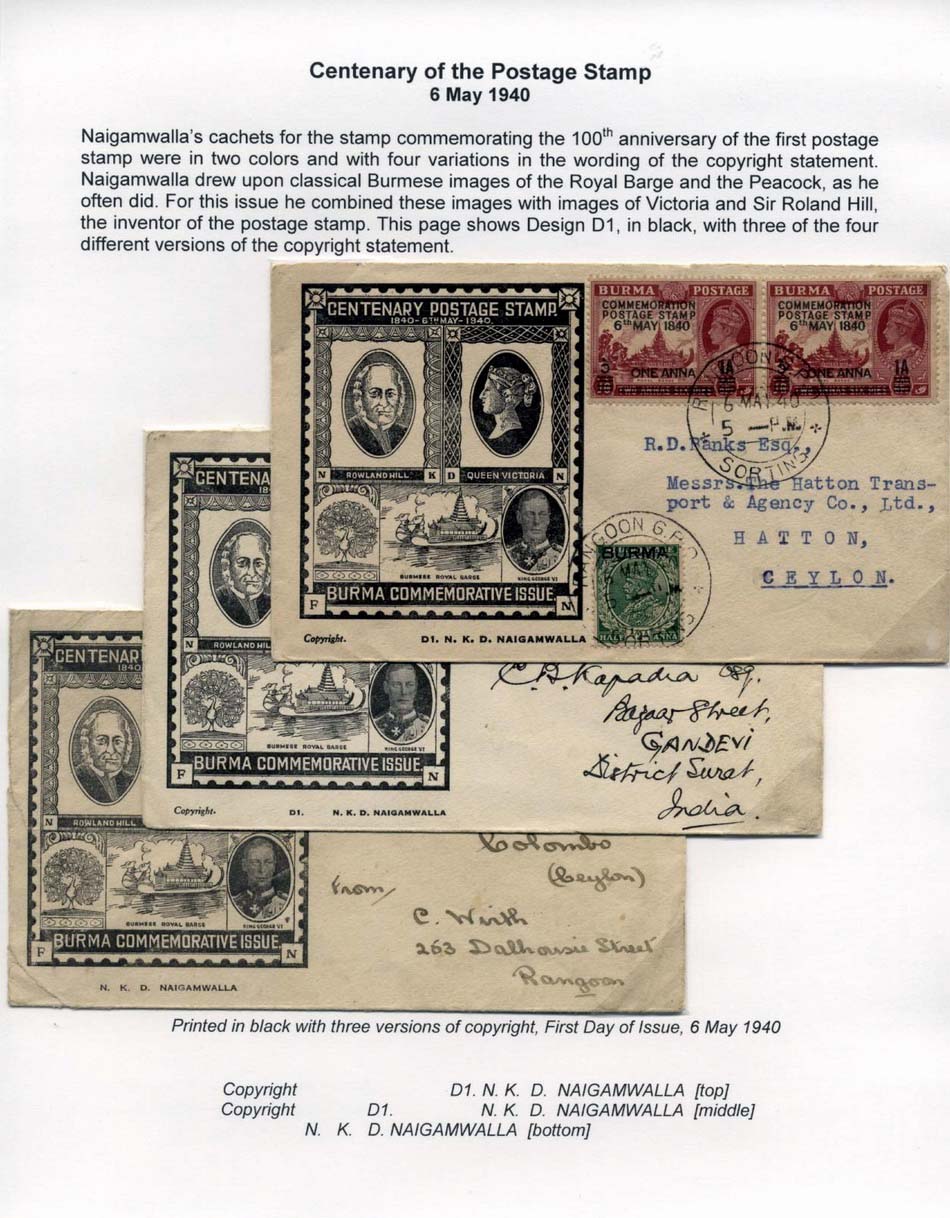 Centenary of the Postage Stamp
6 May 1940
Naigamwalla's cachets for the stamp commemorating the 100th anniversary of the first postage
stamp were in two colors and with four variations in the wording of the copyright statement.
Naigamwalla drew upon classical Burmese images of the Royal Barge and the Peacock, as he
often did. For this issue he combined these images with images of Victoria and Sir Roland Hill,
the inventor of the postage stamp. This page shows Design D1, in black, with three of the four
different versions of the copyright statement.
CENTENARY POSTAGE STAMP
1840-6TH MAY-1940.
N ROWLAND HILL K D QUEEN VICTORIA N
BURMESE ROYAL BARGE
KING GEORGE VI
F BURMA COMMEMORATIVE ISSUE N
Copyright. D1. N. K. D. NAIGAMWALLA
BURMA POSTAGE
COMMEMORATION
POSTAGE STAMP
6th MAY 1840
ONE ANNA 1A
BURMA POSTAGE
COMMEMORATION
POSTAGE STAMP
6th MAY 1840
ONE ANNA 1A
RANGOON G.P.O
6 MAY 40
5 — P.M.
SORTING
R.D.Banks Esq.,
Messrs.The Hatton Trans-
port & Agency Co., Ltd.,
HATTON,
CEYLON.
RANGOON G.P.O
BURMA
CENTENA
18
N ROWLAND HIL
BURMESE ROYAL BARGE
KING GEORGE VI
F BURMA COMMEMORATIVE ISSUE N
Copyright. D1. N. K. D. NAIGAMWALLA
Kapadia Esq.
Bazaar Street,
GANDEVI
District Surat,
India.
CENTENAR
1840
N ROWLAND HILL
BURMESE ROYAL BARGE
KING GEORGE VI
F BURMA COMMEMORATIVE ISSUE N
N. K. D. NAIGAMWALLA
Colombo
(Ceylon)
From,
C. Wirth
263 Dalhousie Street
Rangoon
Printed in black with three versions of copyright, First Day of Issue, 6 May 1940
Copyright D1. N. K. D. NAIGAMWALLA [top]
Copyright D1. N. K. D. NAIGAMWALLA [middle]
N. K. D. NAIGAMWALLA [bottom]